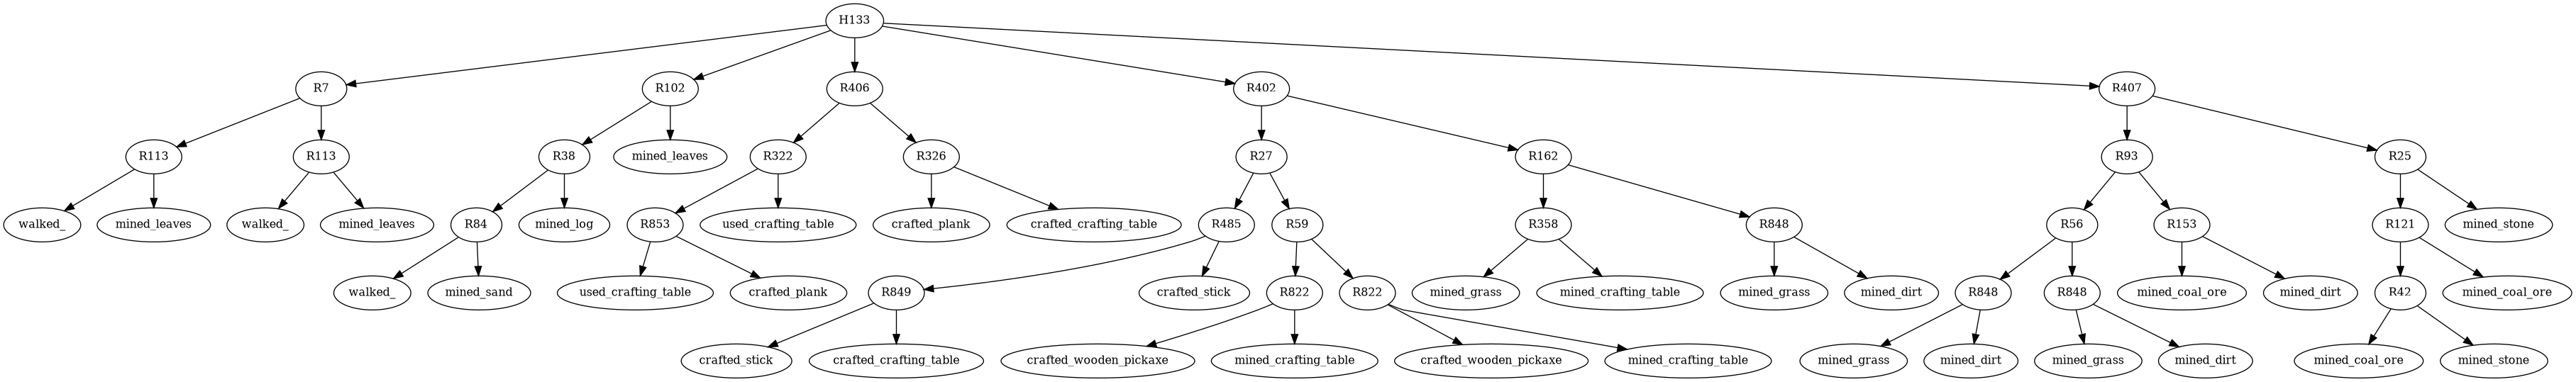 H133
R7
R102
R406
R402
R407
R113
R113
R38
mined_leaves
R322
R326
R27
R162
R93
R25
walked_
mined_leaves
walked_
mined_leaves
R84
mined_log
R853
used_crafting_table
crafted_plank
crafted_crafting_table
R485
R59
R358
R848
R56
R153
R121
mined_stone
walked_
mined_sand
used_crafting_table
crafted_plank
R849
crafted_stick
R822
R822
mined_grass
mined_crafting_table
mined_grass
mined_dirt
R848
R848
mined_coal_ore
mined_dirt
R42
mined_coal_ore
crafted_stick
crafted_crafting_table
crafted_wooden_pickaxe
mined_crafting_table
crafted_wooden_pickaxe
mined_crafting_table
mined_grass
mined_dirt
mined_grass
mined_dirt
mined_coal_ore
mined_stone